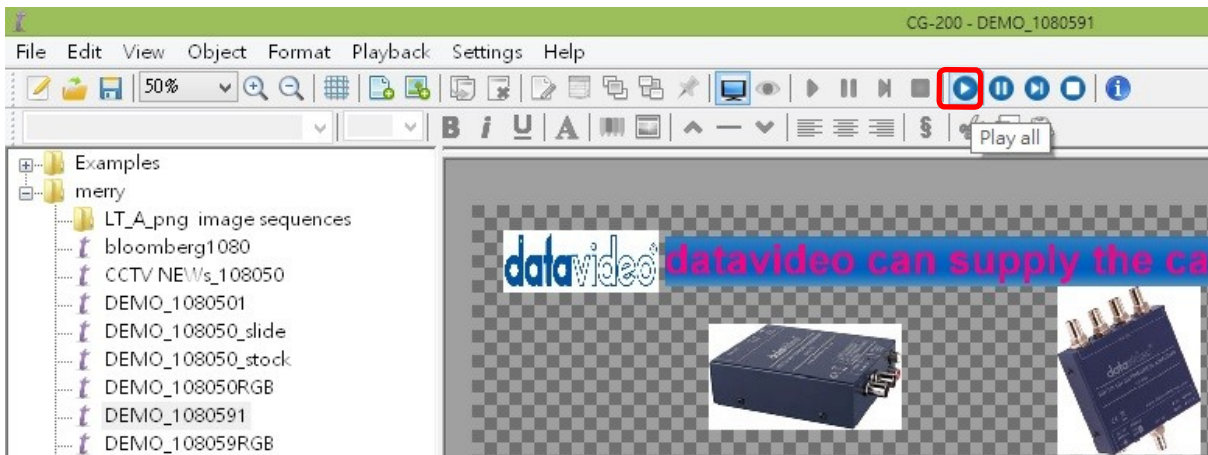 CG-200 - DEMO_1080591
File Edit View Object Format Playback Settings Help
50%
B i U A § i
Play all
Examples
merry
LT_A_png image sequences
bloomberg1080
CCTV NEWs_108050
DEMO_1080501
DEMO_108050_slide
DEMO_108050_stock
DEMO_108050RGB
DEMO_1080591
DEMO_108059RGB
datavideo® datavideo can supply the ca
datavideo